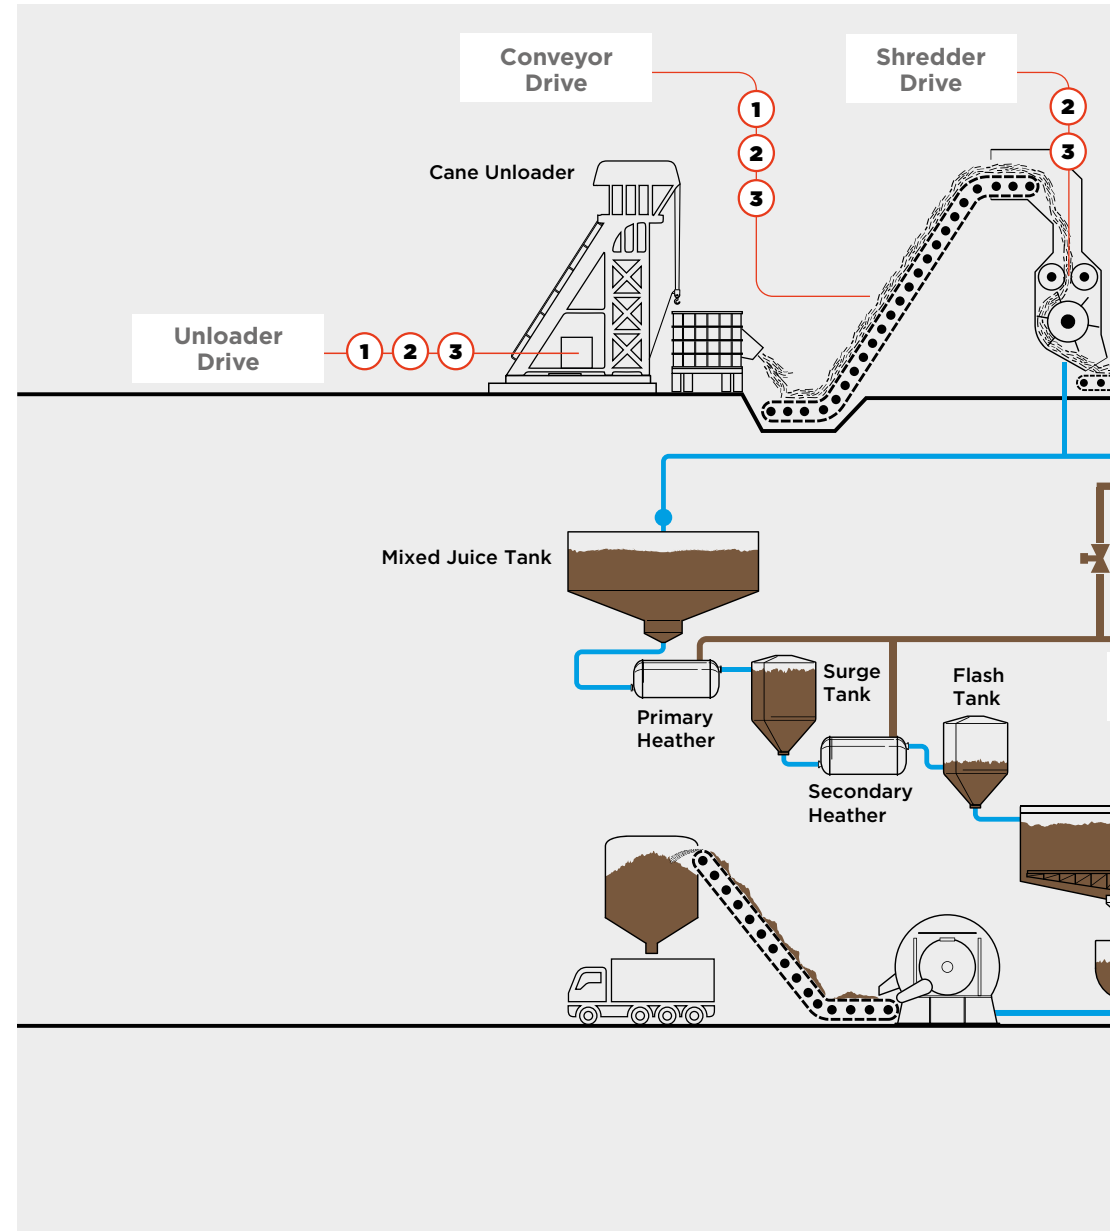 Conveyor
Drive
1
2
3
Shredder
Drive
2
3
Cane Unloader
Unloader
Drive
1 2 3
Mixed Juice Tank
Surge
Tank
Flash
Tank
Primary
Heather
Secondary
Heather